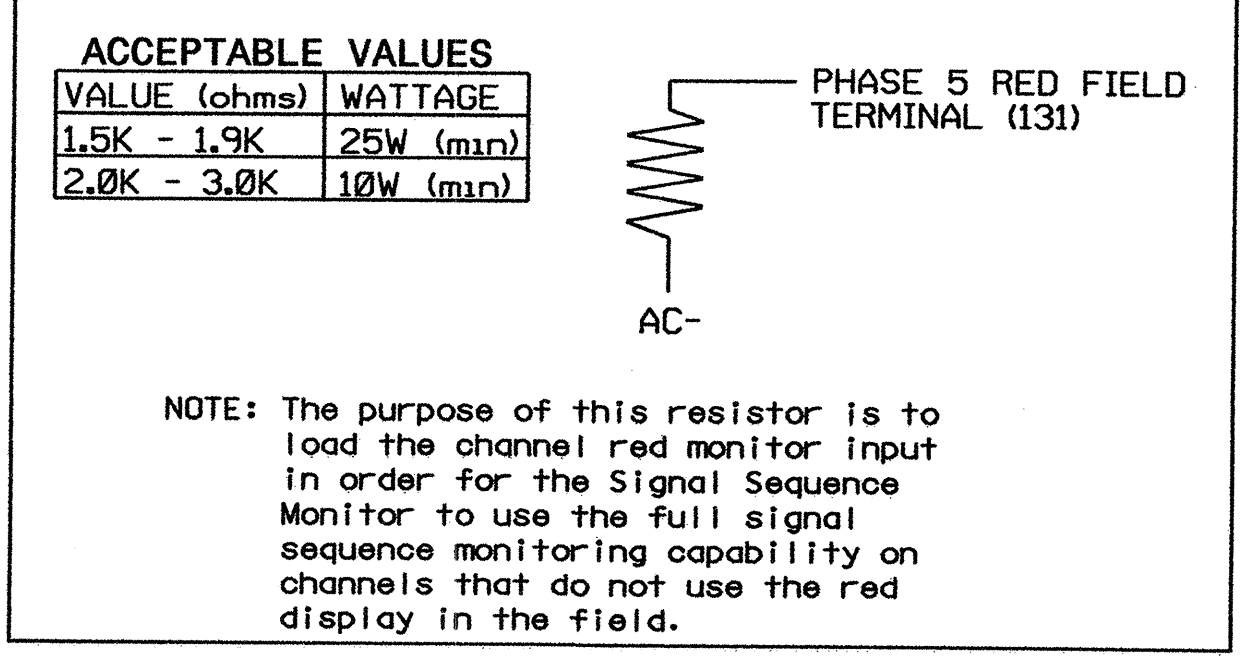 ACCEPTABLE VALUES
VALUE (ohms) WATTAGE
1.5K - 1.9K 25W (min)
2.0K - 3.0K 10W (min)
PHASE 5 RED FIELD
TERMINAL (131)
AC-
NOTE: The purpose of this resistor is to
load the channel red monitor input
in order for the Signal Sequence
Monitor to use the full signal
sequence monitoring capability on
channels that do not use the red
display in the field.